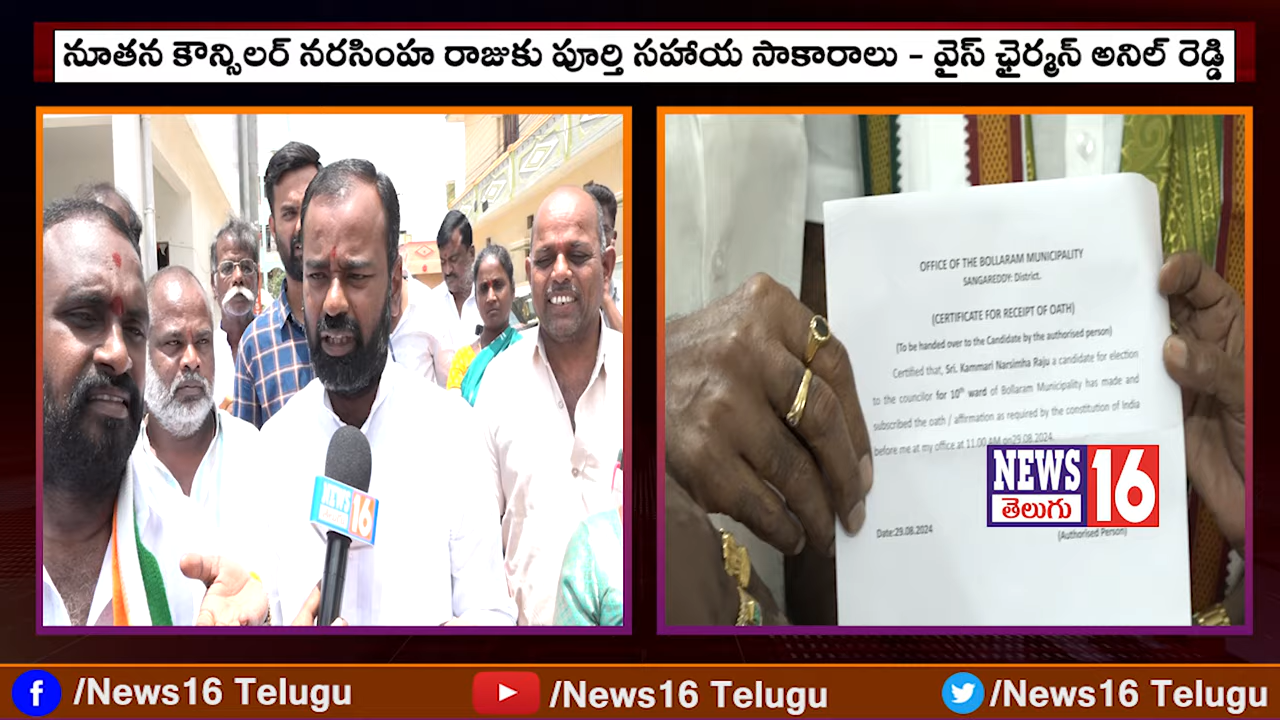 నూతన కౌన్సిలర్ నరసింహ రాజుకు పూర్తి సహాయ సాకారాలు - వైస్ ఛైర్మన్ అనిల్ రెడ్డి
NEWS
16
OFFICE OF THE BOLLARAM MUNICIPALITY
SANGAREDDY: District.
(CERTIFICATE FOR RECEIPT OF OATH)
(To be handed over to the Candidate by the authorised person)
Certified that, Sri. Kammari Narsimha Raju a candidate for election
to the councilor for 10th ward of Bollaram Municipality has made and
subscribed the oath / affirmation as required by the constitution of India
before me at my office at 11.00 AM on29.08.2024.
NEWS 16
తెలుగు
Date:29.08.2024
(Authorised Person)
/News16 Telugu
/News16 Telugu
/News16 Telugu